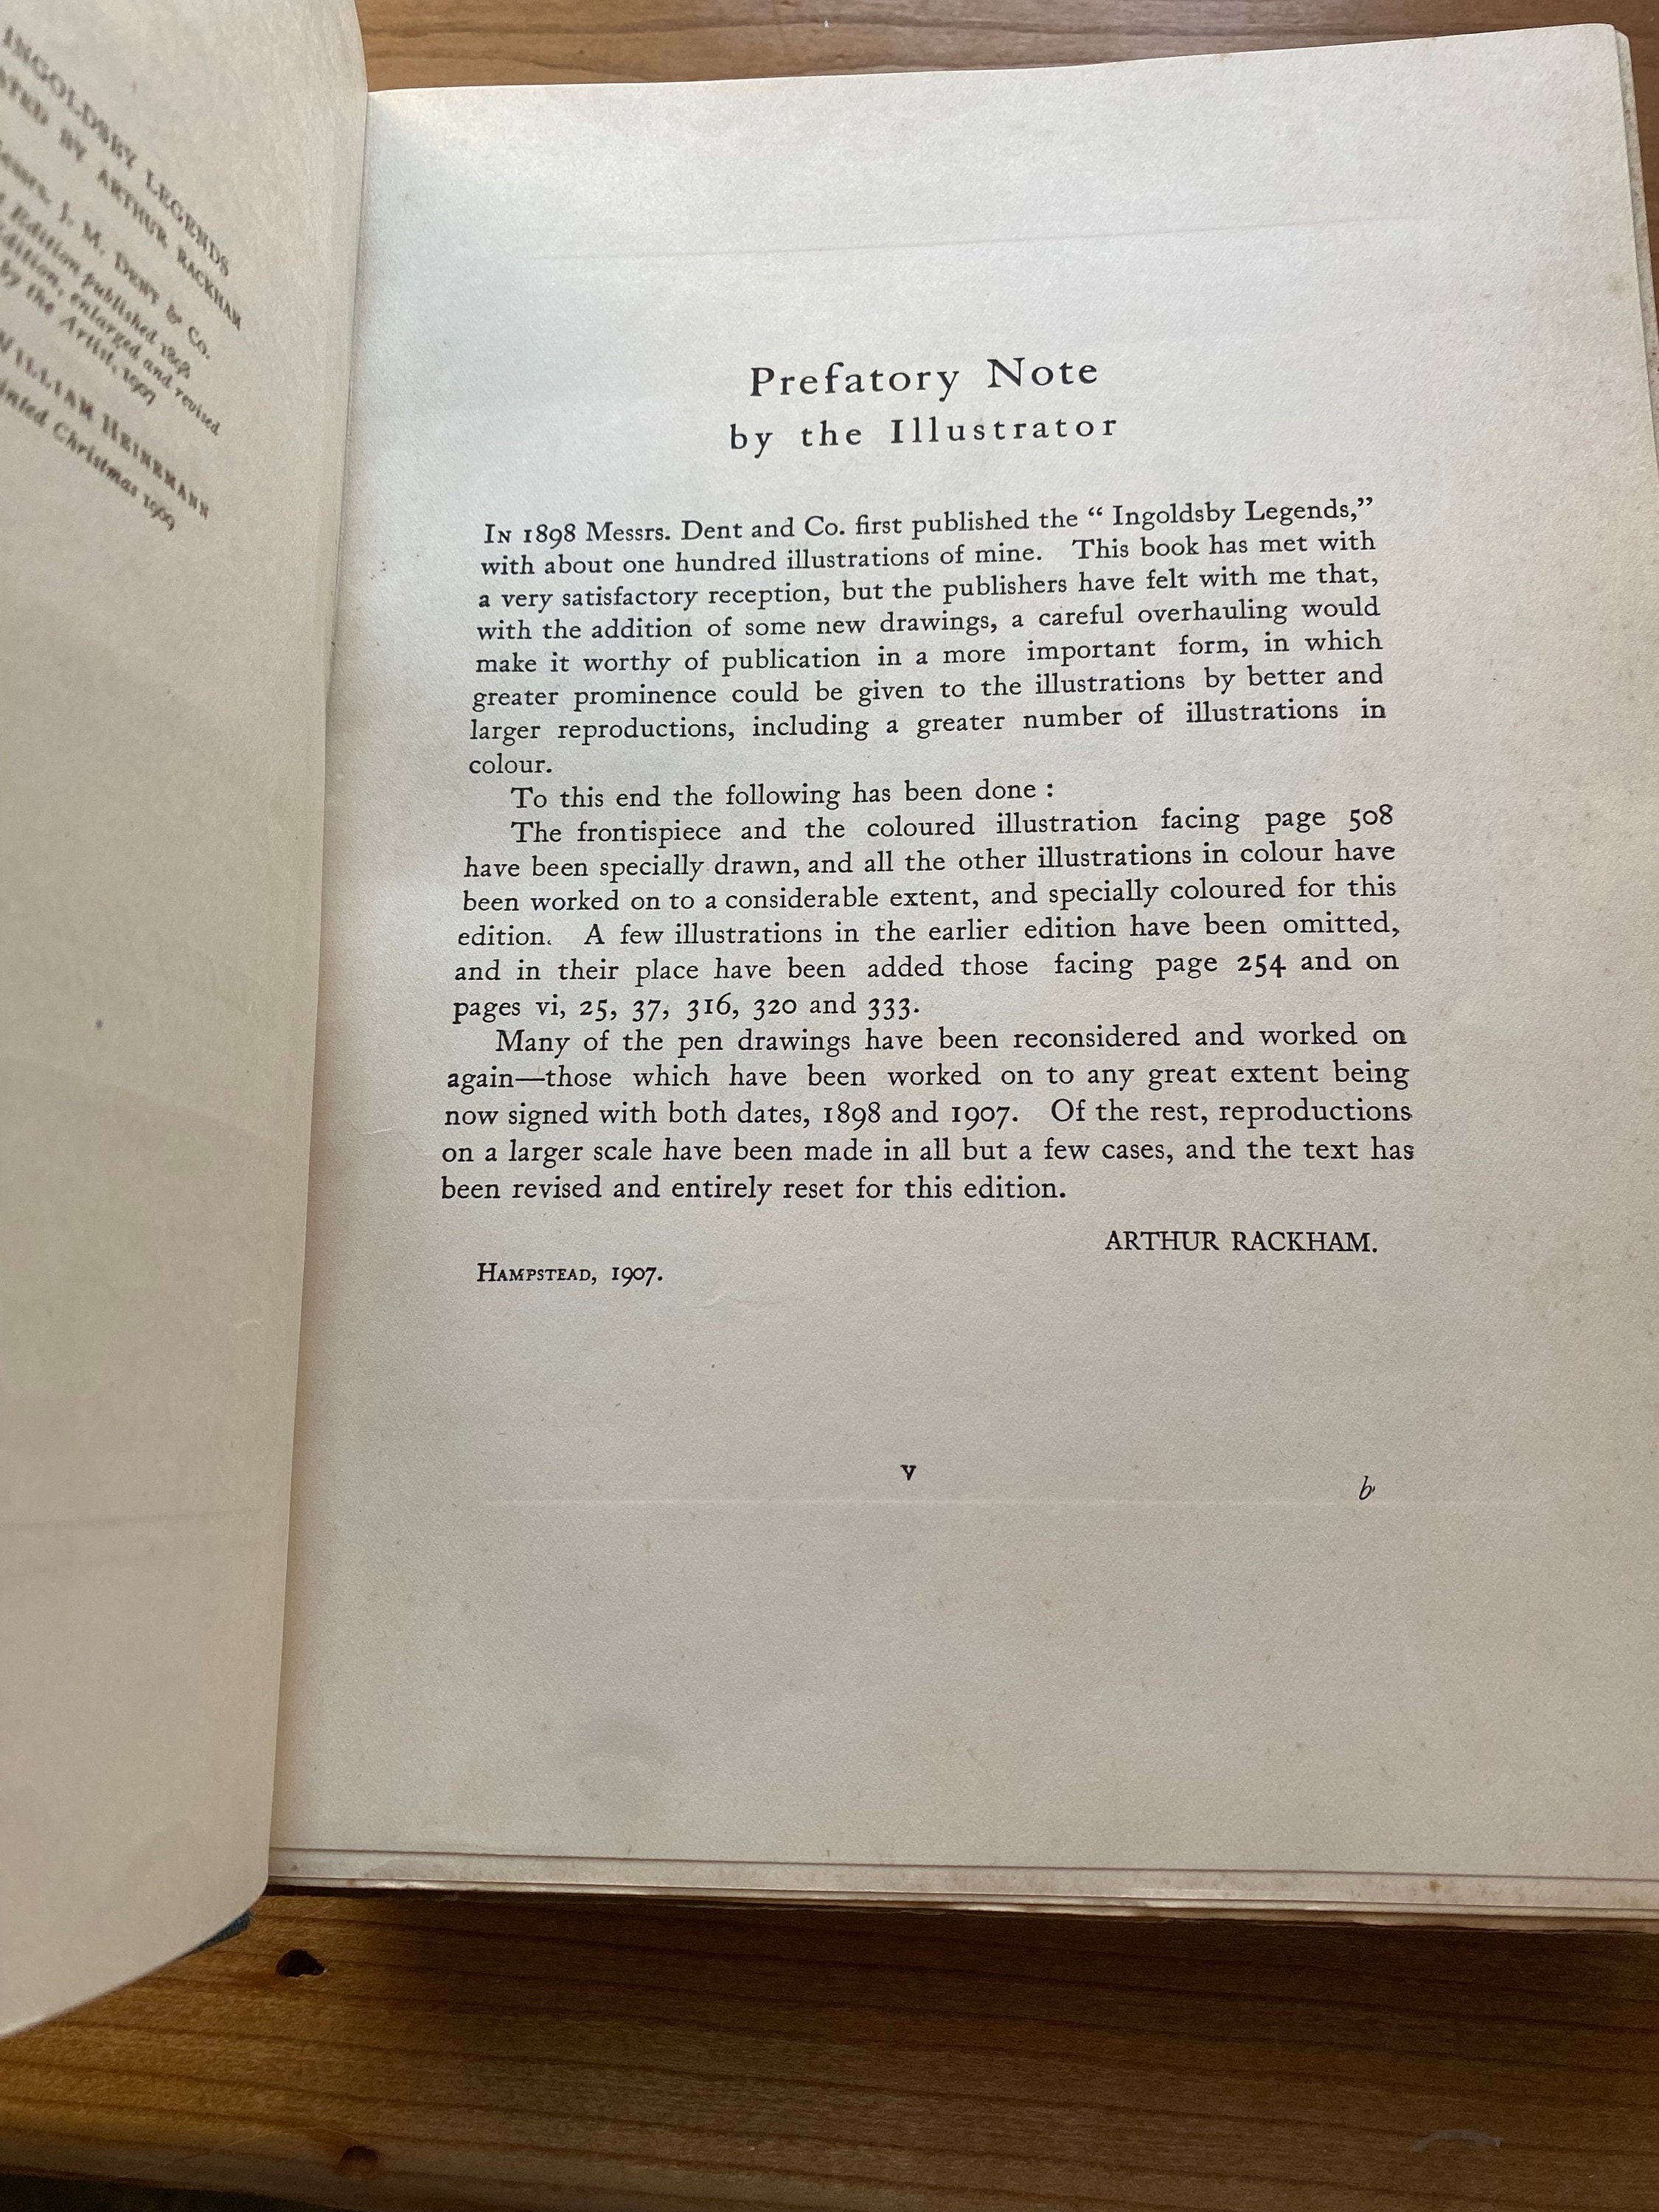 INGOLDSBY LEGENDS
BY ARTHUR RACKHAM
J. M. DENT & CO.
Edition published 1898
Edition, enlarged and revised
by the Artist, 1907
WILLIAM HEINEMANN
Christmas 1909
Prefatory Note
by the Illustrator
IN 1898 Messrs. Dent and Co. first published the “ Ingoldsby Legends,”
with about one hundred illustrations of mine. This book has met with
a very satisfactory reception, but the publishers have felt with me that,
with the addition of some new drawings, a careful overhauling would
make it worthy of publication in a more important form, in which
greater prominence could be given to the illustrations by better and
larger reproductions, including a greater number of illustrations in
colour.
To this end the following has been done :
The frontispiece and the coloured illustration facing page 508
have been specially drawn, and all the other illustrations in colour have
been worked on to a considerable extent, and specially coloured for this
edition. A few illustrations in the earlier edition have been omitted,
and in their place have been added those facing page 254 and on
pages vi, 25, 37, 316, 320 and 333.
Many of the pen drawings have been reconsidered and worked on
again—those which have been worked on to any great extent being
now signed with both dates, 1898 and 1907. Of the rest, reproductions
on a larger scale have been made in all but a few cases, and the text has
been revised and entirely reset for this edition.
ARTHUR RACKHAM.
HAMPSTEAD, 1907.
v
b